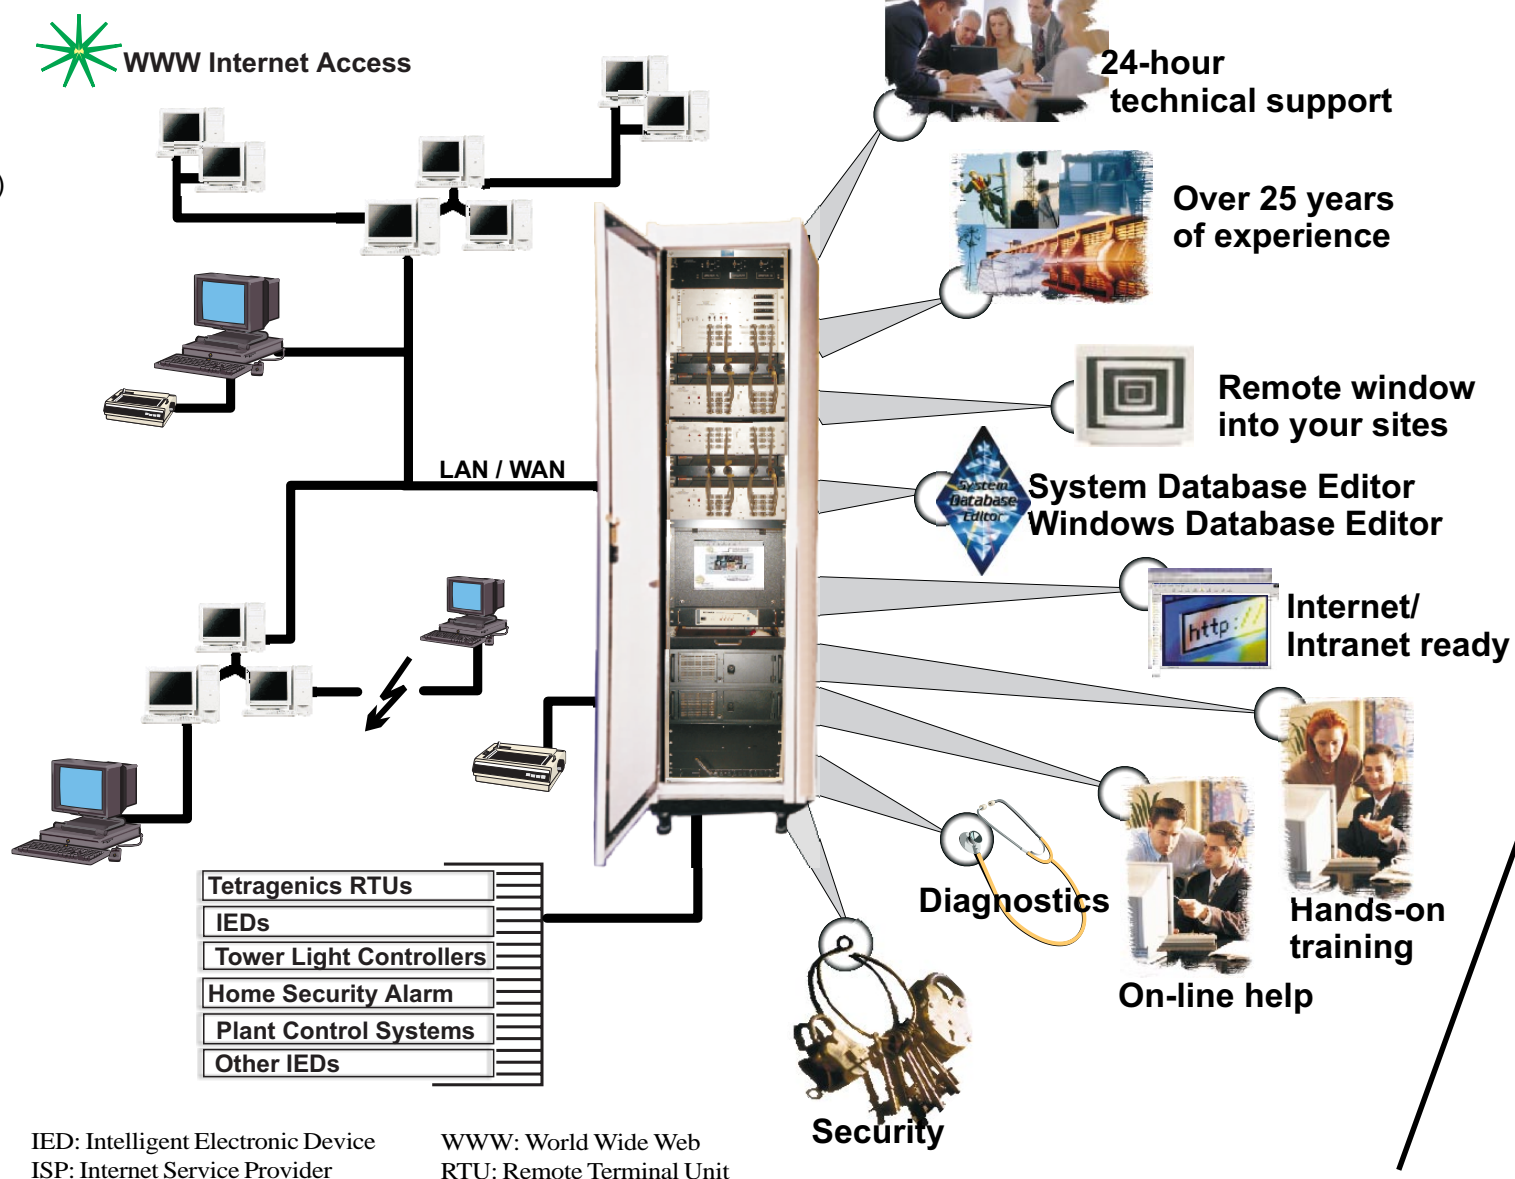 WWW Internet Access
)
24-hour
technical support
Over 25 years
of experience
Remote window
into your sites
LAN / WAN
System
Database
Editor
System Database Editor
Windows Database Editor
http://
Internet/
Intranet ready
Tetragenics RTUs
IEDs
Tower Light Controllers
Home Security Alarm
Plant Control Systems
Other IEDs
Diagnostics
Hands-on
training
On-line help
Security
IED: Intelligent Electronic Device
ISP: Internet Service Provider
WWW: World Wide Web
RTU: Remote Terminal Unit